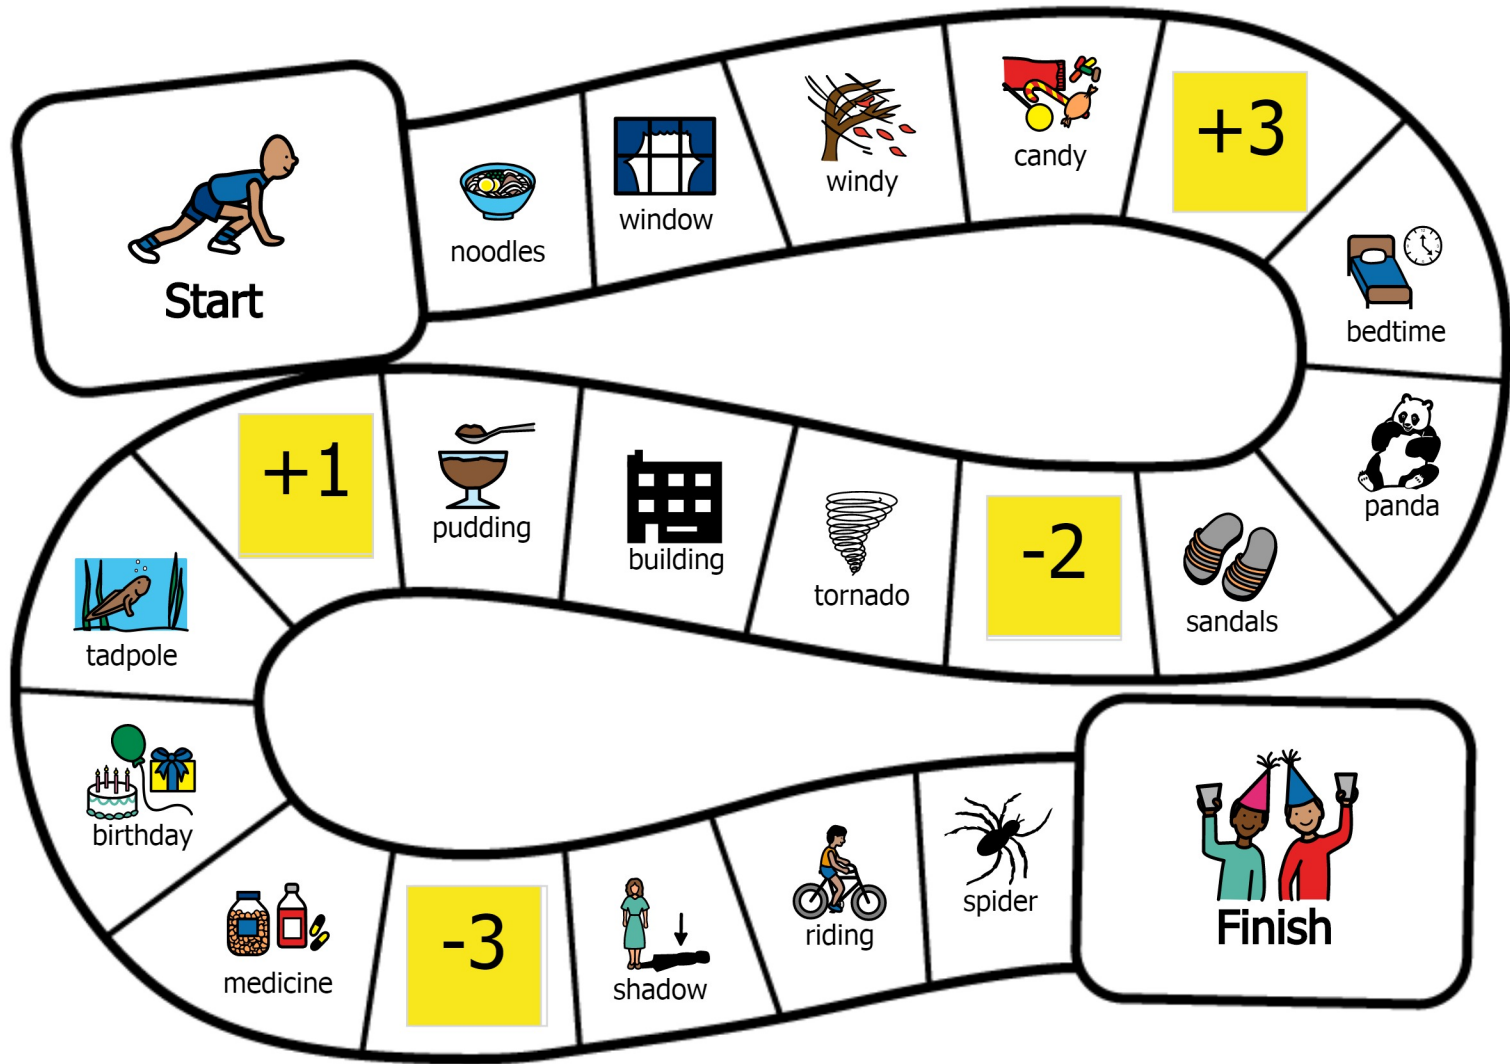 Start
noodles
window
windy
candy
+3
bedtime
panda
sandals
-2
tornado
building
pudding
+1
tadpole
birthday
medicine
-3
shadow
riding
spider
Finish